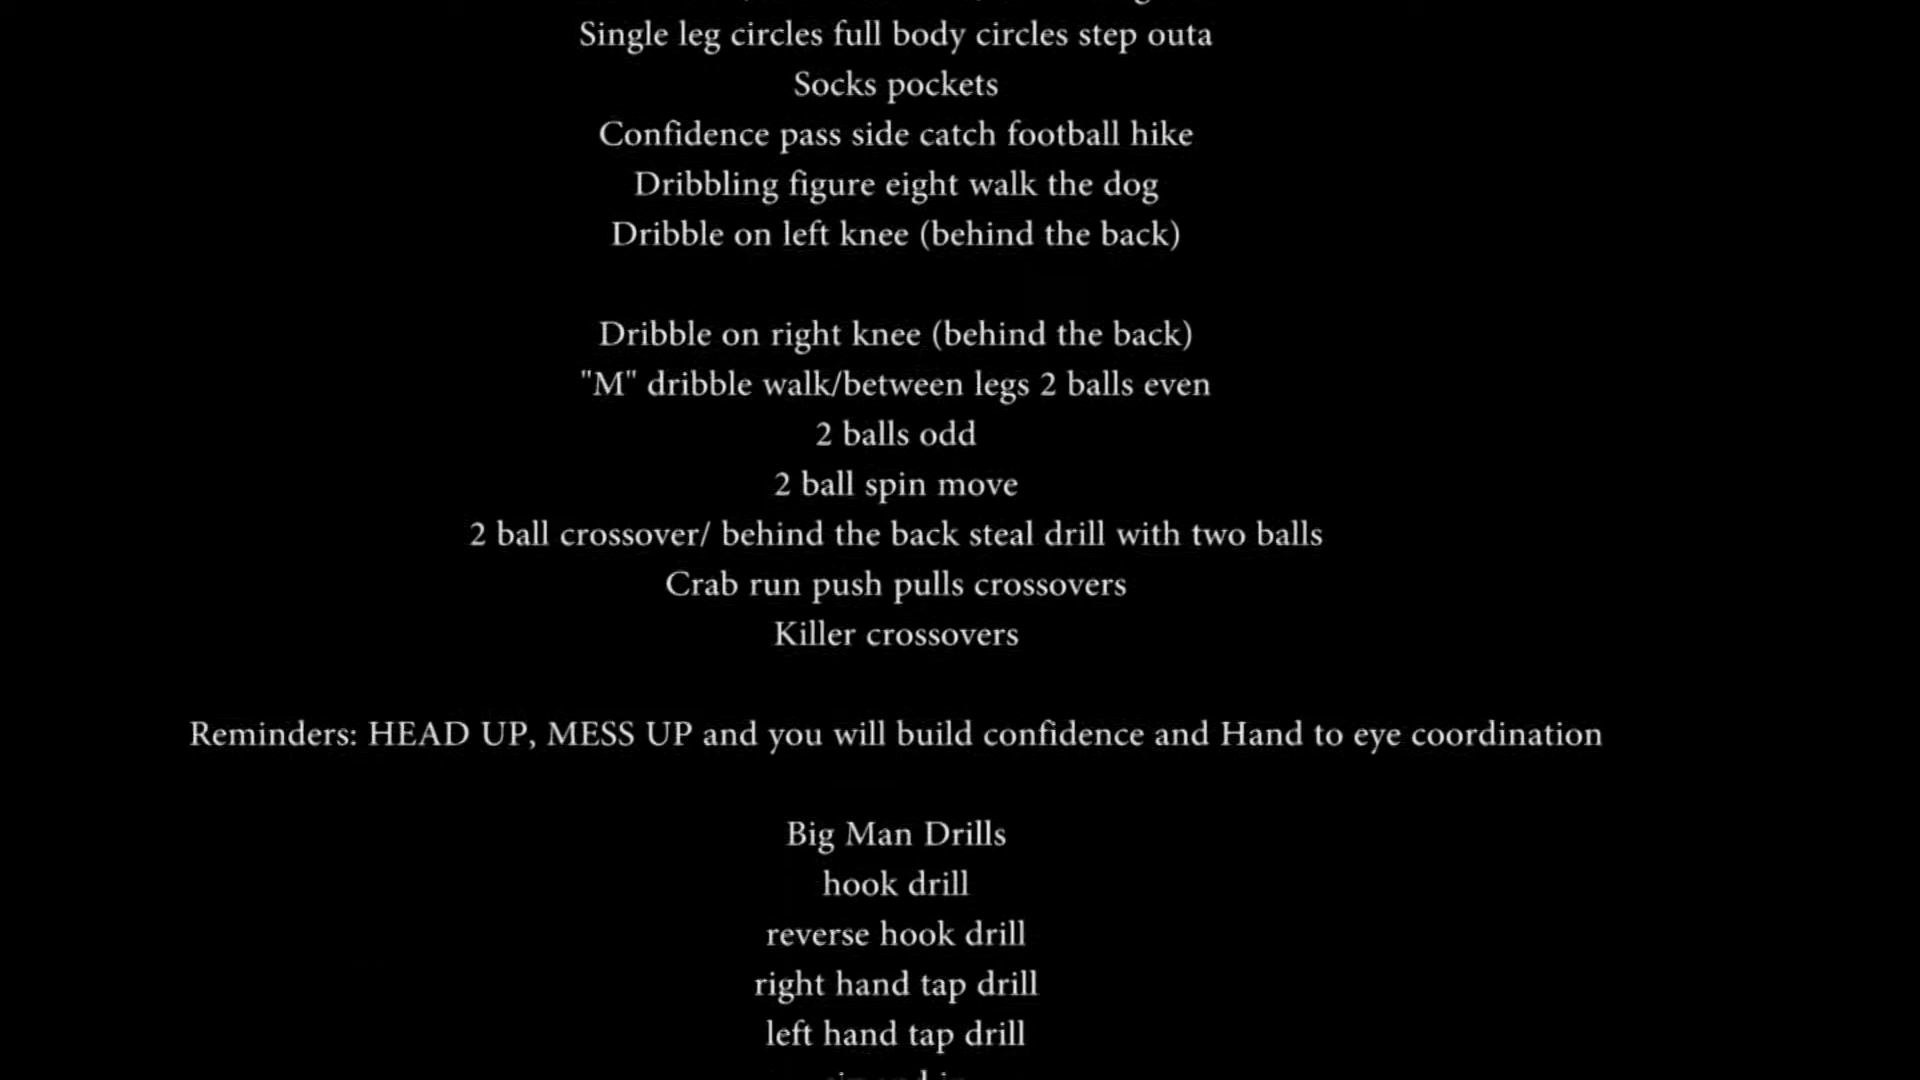 Single leg circles full body circles step outa
Socks pockets
Confidence pass side catch football hike
Dribbling figure eight walk the dog
Dribble on left knee (behind the back)
Dribble on right knee (behind the back)
"M" dribble walk/between legs 2 balls even
2 balls odd
2 ball spin move
2 ball crossover/ behind the back steal drill with two balls
Crab run push pulls crossovers
Killer crossovers
Reminders: HEAD UP, MESS UP and you will build confidence and Hand to eye coordination
Big Man Drills
hook drill
reverse hook drill
right hand tap drill
left hand tap drill